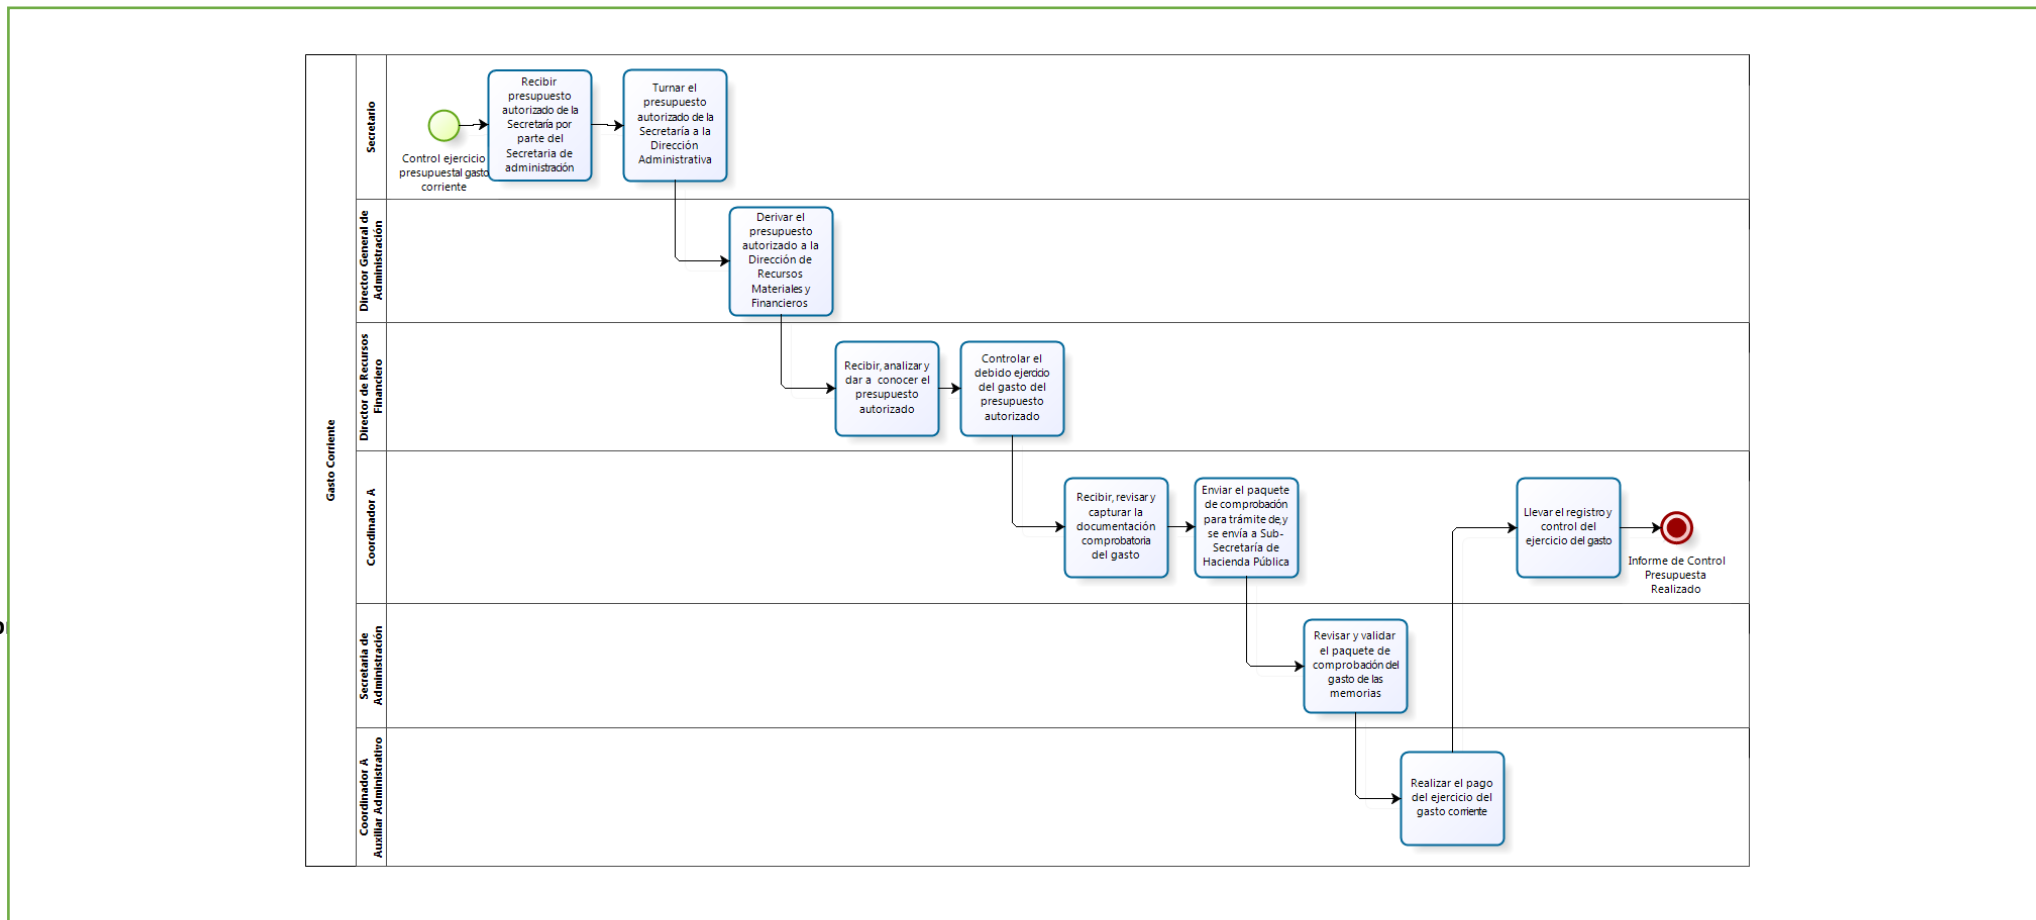 Gasto Corriente
Secretario
Control ejercicio
presupuestal gasto
corriente
Recibir
presupuesto
autorizado de la
Secretaría por
parte del
Secretaria de
administración
Turnar el
presupuesto
autorizado de la
Secretaría a la
Dirección
Administrativa
Director General de
Administración
Derivar el
presupuesto
autorizado a la
Dirección de
Recursos
Materiales y
Financieros
Director de Recursos
Financiero
Recibir, analizar y
dar a conocer el
presupuesto
autorizado
Controlar el
debido ejercicio
del gasto del
presupuesto
autorizado
Coordinador A
Recibir, revisar y
capturar la
documentación
comprobatoria
del gasto
Enviar el paquete
de comprobación
para trámite de,y
se envía a Sub-
Secretaría de
Hacienda Pública
Llevar el registro y
control del
ejercicio del gasto
Informe de Control
Presupuesta
Realizado
Secretaria de
Administración
Revisar y validar
el paquete de
comprobación del
gasto de las
memorias
Coordinador A
Auxiliar Administrativo
Realizar el pago
del ejercicio del
gasto corriente